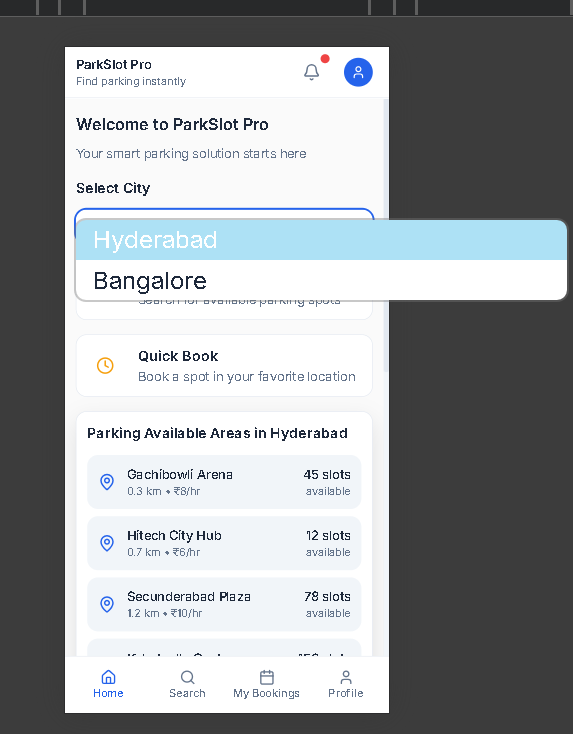 ParkSlot Pro
Find parking instantly
Welcome to ParkSlot Pro
Your smart parking solution starts here
Select City
Hyderabad
Bangalore
Search for available parking spots
Quick Book
Book a spot in your favorite location
Parking Available Areas in Hyderabad
Gachibowli Arena 45 slots
0.3 km • ₹8/hr available
Hitech City Hub 12 slots
0.7 km • ₹6/hr available
Secunderabad Plaza 78 slots
1.2 km • ₹10/hr available
Home Search My Bookings Profile